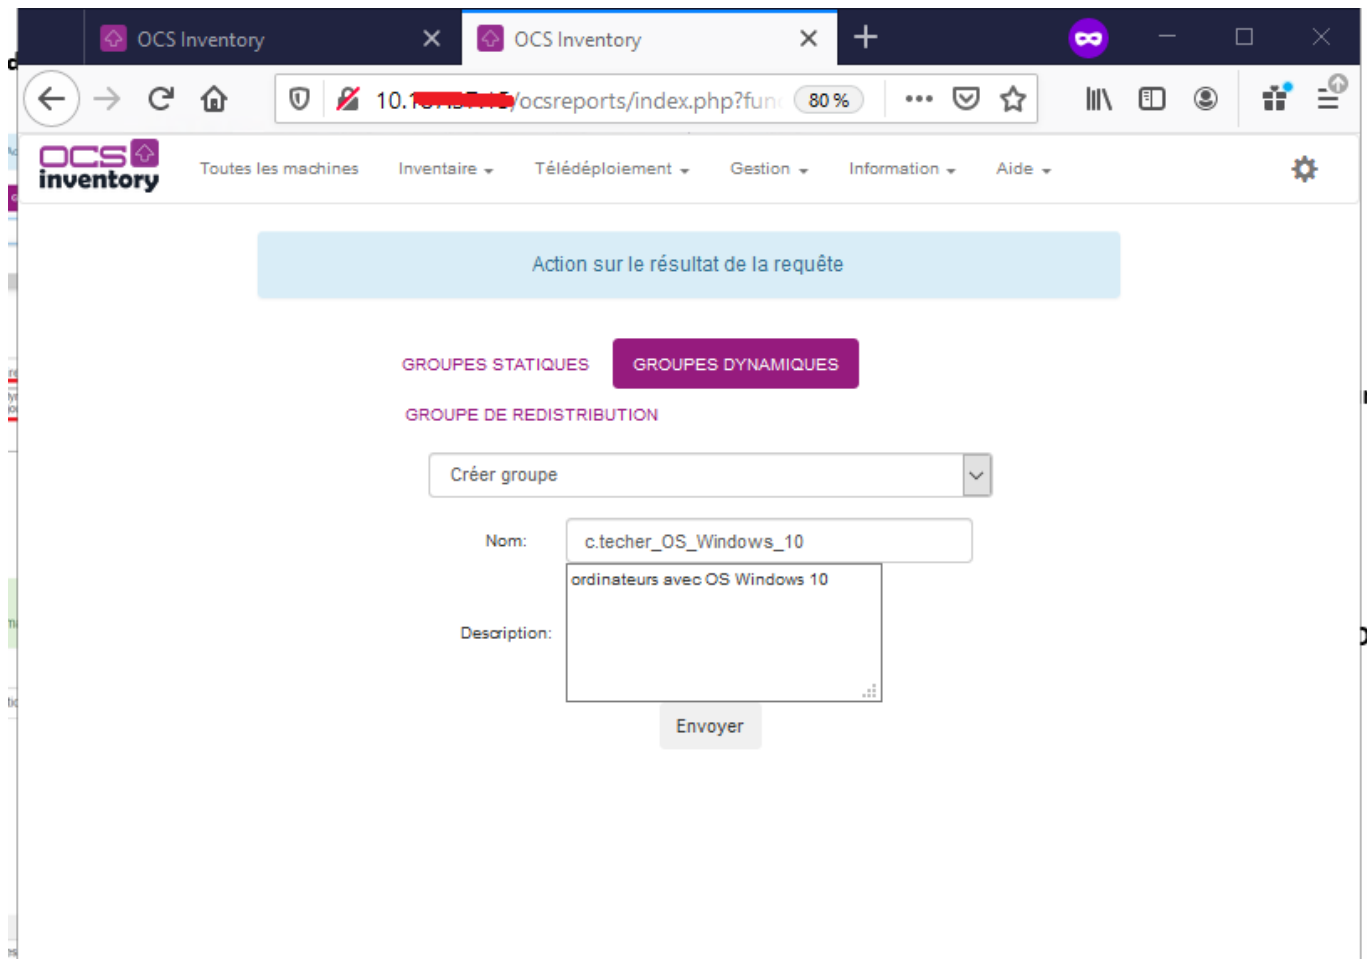 OCS Inventory
OCS Inventory
/ocsreports/index.php?fun
80 %
OCS inventory
Toutes les machines
Inventaire
Télédéploiement
Gestion
Information
Aide
Action sur le résultat de la requête
GROUPES STATIQUES
GROUPES DYNAMIQUES
GROUPE DE REDISTRIBUTION
Créer groupe
Nom:
c.techer_OS_Windows_10
ordinateurs avec OS Windows 10
Description:
Envoyer